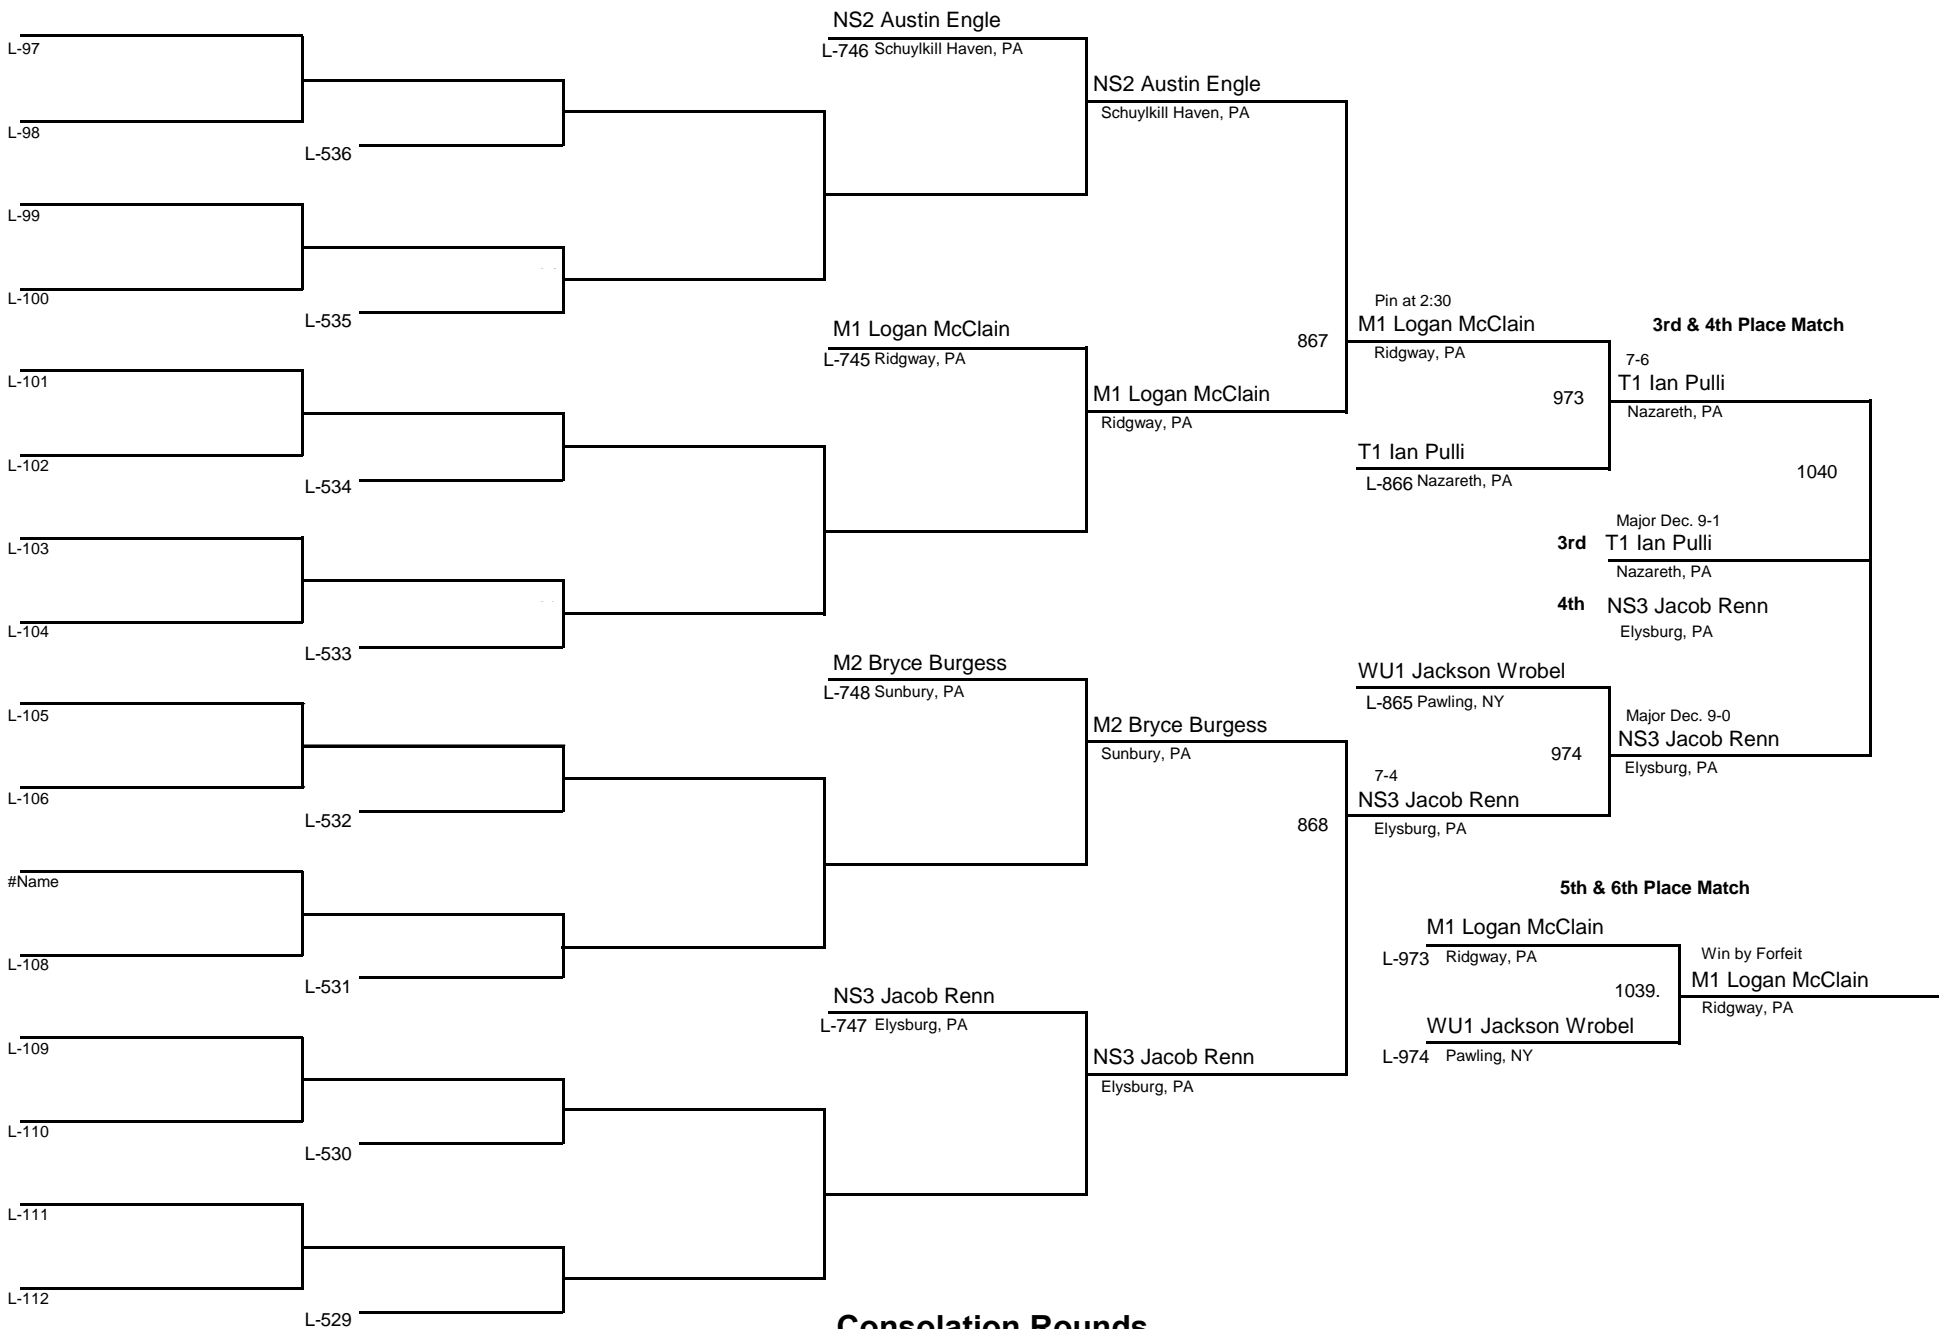 L-97
L-98
L-536
L-99
L-100
L-535
L-101
L-102
L-534
L-103
L-104
L-533
L-105
L-106
L-532
#Name
L-108
L-531
L-109
L-110
L-530
L-111
L-112
L-529
NS2 Austin Engle
L-746 Schuylkill Haven, PA
NS2 Austin Engle
Schuylkill Haven, PA
M1 Logan McClain
L-745 Ridgway, PA
M1 Logan McClain
Ridgway, PA
867
M2 Bryce Burgess
L-748 Sunbury, PA
M2 Bryce Burgess
Sunbury, PA
868
NS3 Jacob Renn
L-747 Elysburg, PA
NS3 Jacob Renn
Elysburg, PA
Pin at 2:30
M1 Logan McClain
Ridgway, PA
973
T1 Ian Pulli
L-866 Nazareth, PA
3rd & 4th Place Match
7-6
T1 Ian Pulli
Nazareth, PA
1040
Major Dec. 9-1
3rd T1 Ian Pulli
Nazareth, PA
4th NS3 Jacob Renn
Elysburg, PA
WU1 Jackson Wrobel
L-865 Pawling, NY
974
7-4
NS3 Jacob Renn
Elysburg, PA
Major Dec. 9-0
NS3 Jacob Renn
Elysburg, PA
5th & 6th Place Match
M1 Logan McClain
L-973 Ridgway, PA
1039.
WU1 Jackson Wrobel
L-974 Pawling, NY
Win by Forfeit
M1 Logan McClain
Ridgway, PA
Consolation Rounds